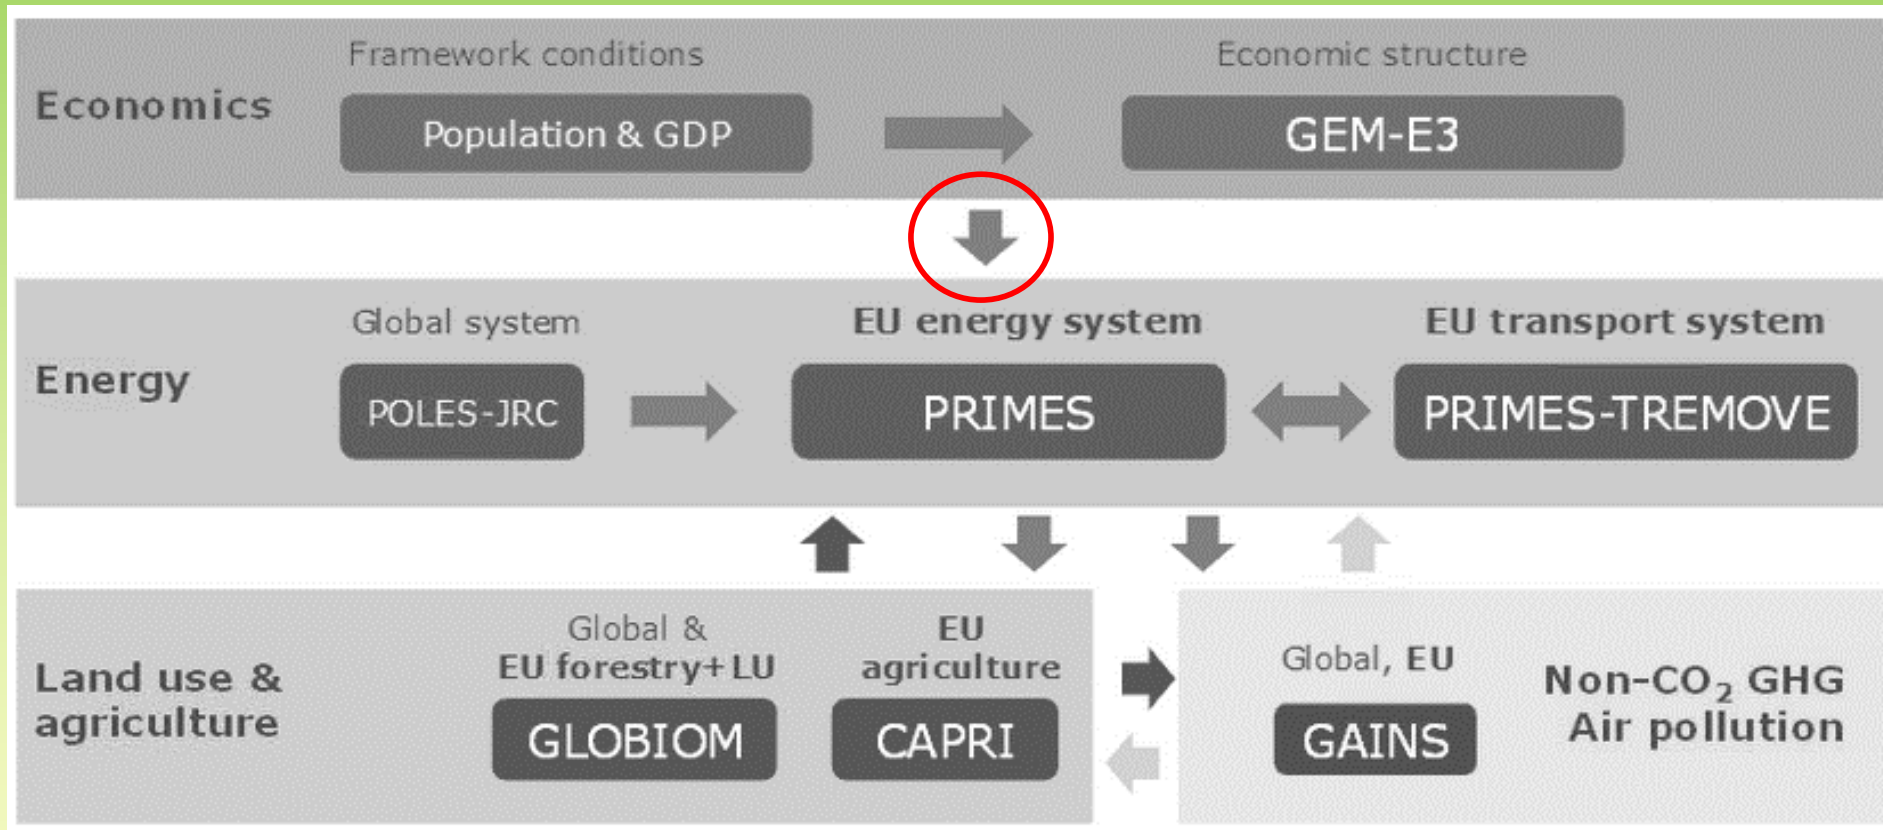 Framework conditions
Economic structure
Economics
Population & GDP
GEM-E3
Global system
EU energy system
EU transport system
Energy
POLES-JRC
PRIMES
PRIMES-TREMOVE
Land use &
agriculture
Global &
EU forestry+LU
GLOBIOM
EU
agriculture
CAPRI
Global, EU
GAINS
Non-CO₂ GHG
Air pollution